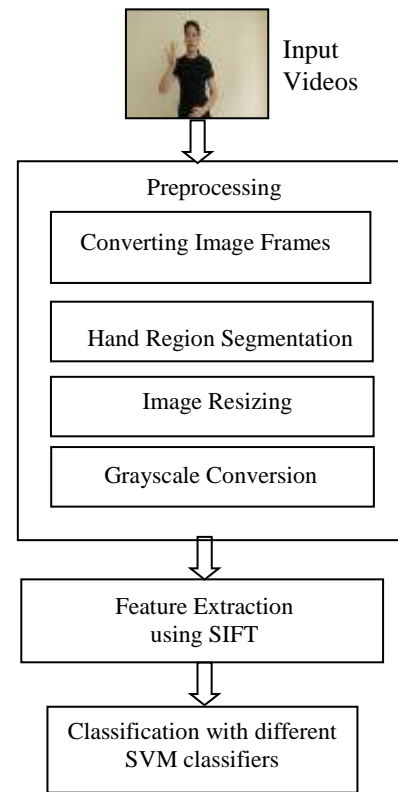 Input
Videos
Preprocessing
Converting Image Frames
Hand Region Segmentation
Image Resizing
Grayscale Conversion
Feature Extraction
using SIFT
Classification with different
SVM classifiers